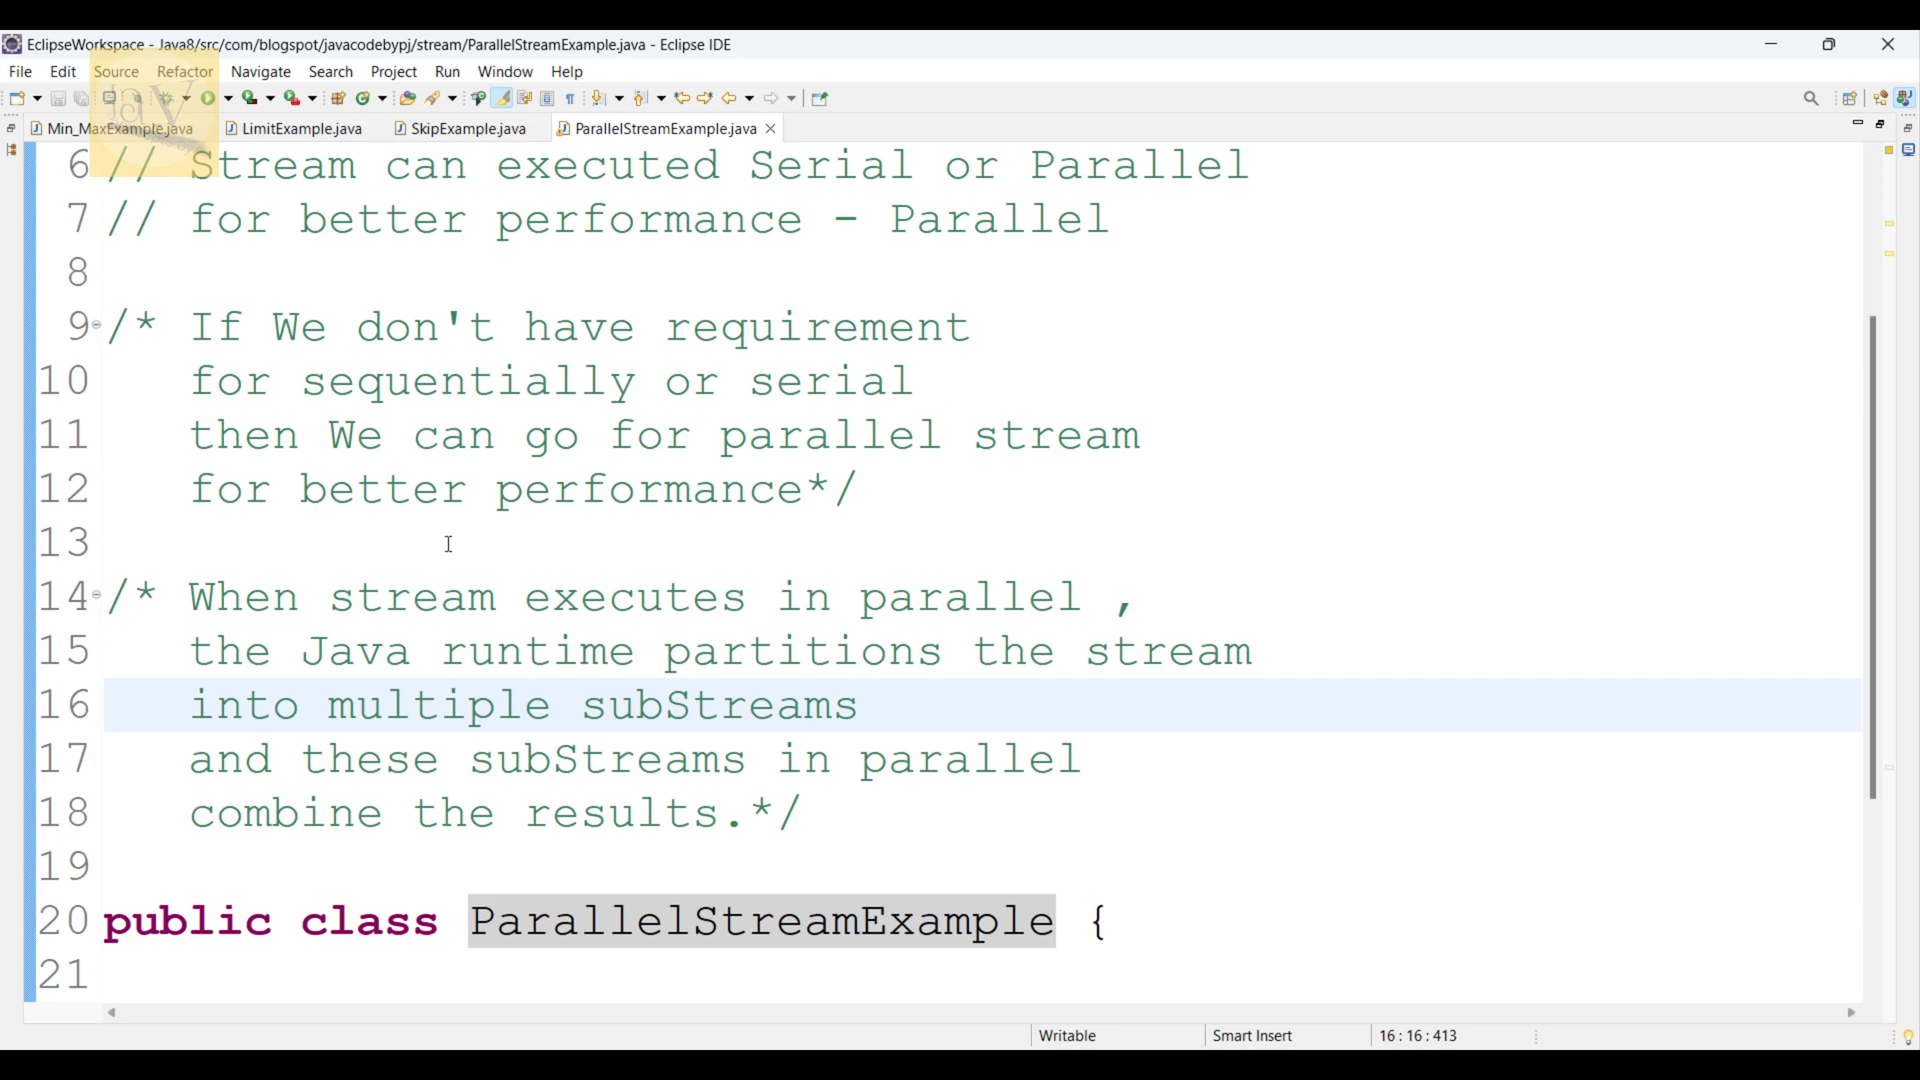 EclipseWorkspace - Java8/src/com/blogspot/javacodebypj/stream/ParallelStreamExample.java - Eclipse IDE
File Edit Source Refactor Navigate Search Project Run Window Help
Min_MaxExample.java LimitExample.java SkipExample.java ParallelStreamExample.java
6 // Stream can executed Serial or Parallel
7 // for better performance - Parallel
8
9 /* If We don't have requirement
10 for sequentially or serial
11 then We can go for parallel stream
12 for better performance*/
13
14 /* When stream executes in parallel ,
15 the Java runtime partitions the stream
16 into multiple subStreams
17 and these subStreams in parallel
18 combine the results.*/
19
20 public class ParallelStreamExample {
21
Writable Smart Insert 16 : 16 : 413